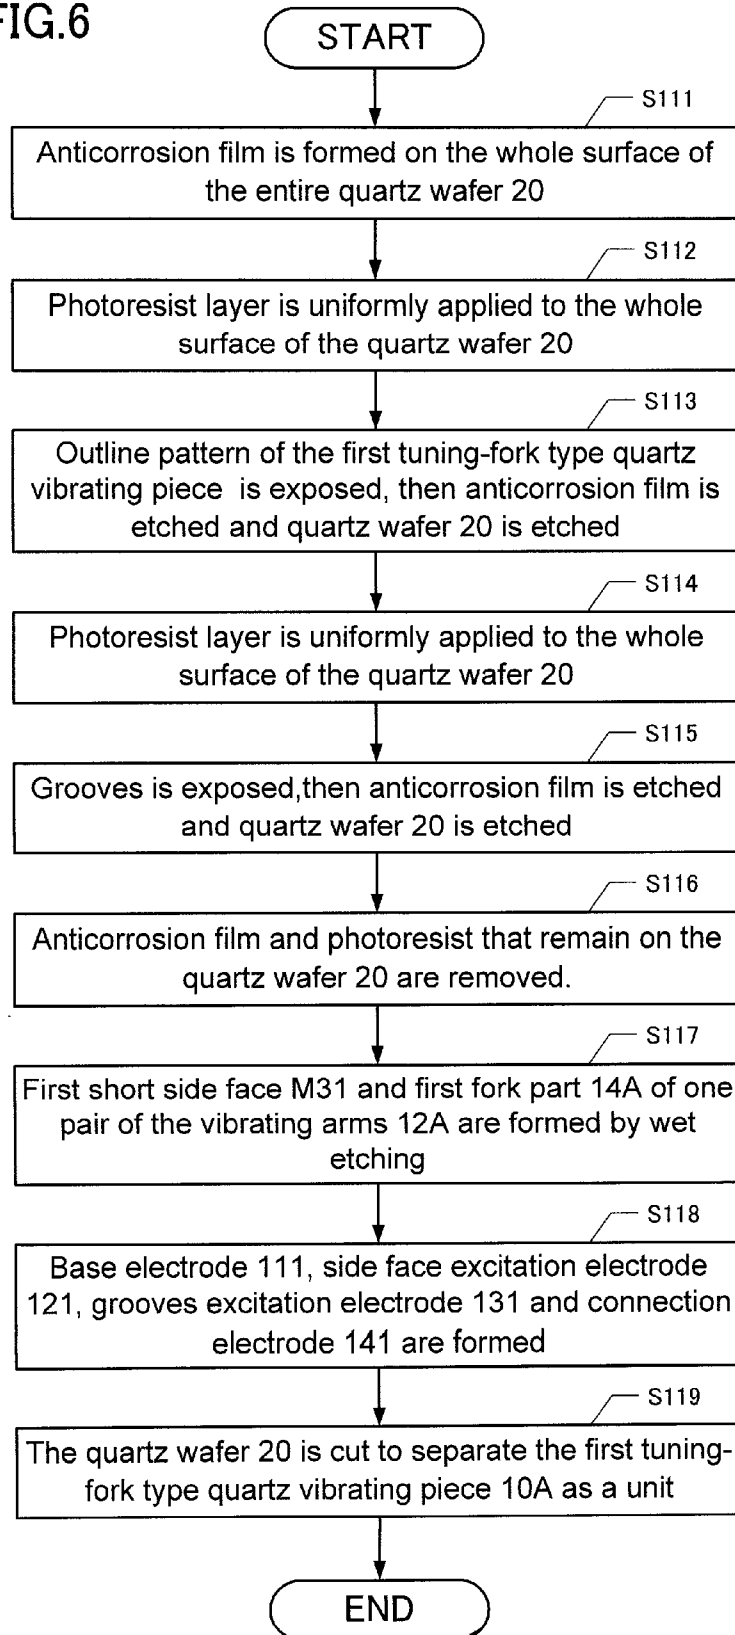 FIG.6
START
S111
Anticorrosion film is formed on the whole surface of
the entire quartz wafer 20
S112
Photoresist layer is uniformly applied to the whole
surface of the quartz wafer 20
S113
Outline pattern of the first tuning-fork type quartz
vibrating piece is exposed, then anticorrosion film is
etched and quartz wafer 20 is etched
S114
Photoresist layer is uniformly applied to the whole
surface of the quartz wafer 20
S115
Grooves is exposed,then anticorrosion film is etched
and quartz wafer 20 is etched
S116
Anticorrosion film and photoresist that remain on the
quartz wafer 20 are removed.
S117
First short side face M31 and first fork part 14A of one
pair of the vibrating arms 12A are formed by wet
etching
S118
Base electrode 111, side face excitation electrode
121, grooves excitation electrode 131 and connection
electrode 141 are formed
S119
The quartz wafer 20 is cut to separate the first tuning-
fork type quartz vibrating piece 10A as a unit
END